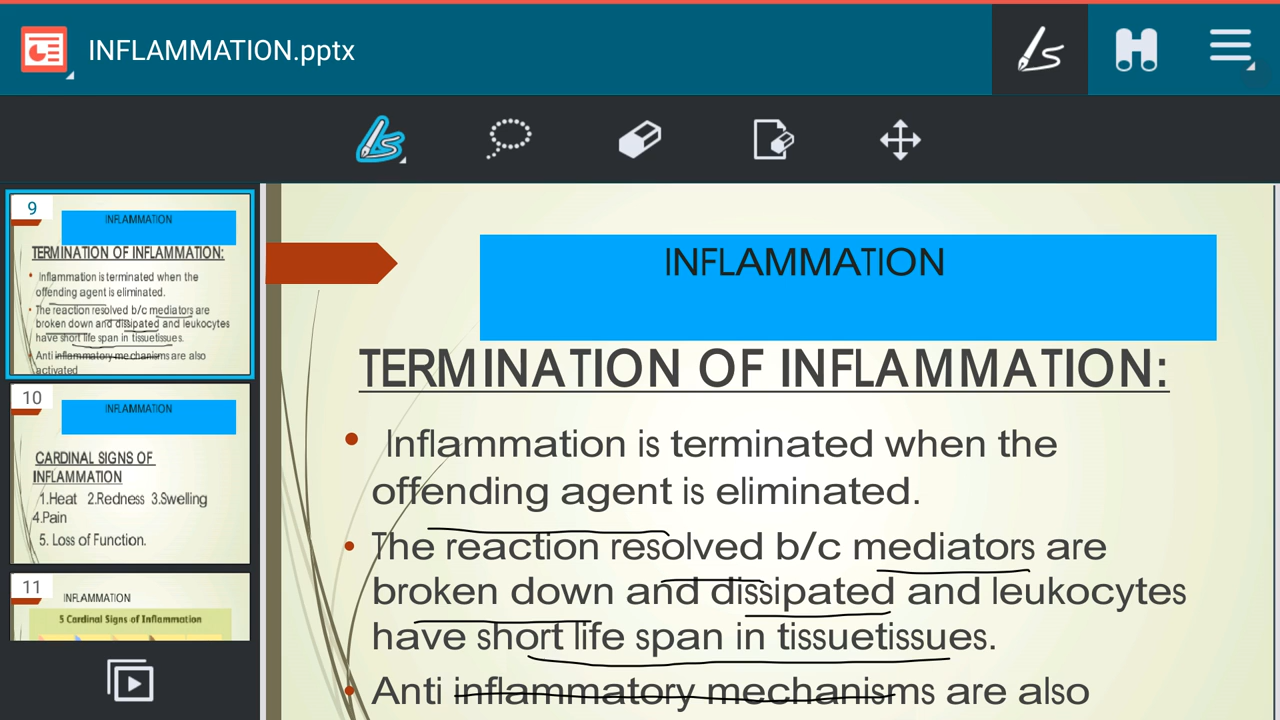 INFLAMMATION.pptx
9
INFLAMMATION
TERMINATION OF INFLAMMATION:
Inflammation is terminated when the
offending agent is eliminated.
The reaction resolved b/c mediators are
broken down and dissipated and leukocytes
have short life span in tissuetissues.
Anti inflammatory mechanisms are also
activated
10
INFLAMMATION
CARDINAL SIGNS OF
INFLAMMATION
1.Heat 2.Redness 3.Swelling
4.Pain
5. Loss of Function.
11
INFLAMMATION
5 Cardinal Signs of Inflammation
INFLAMMATION
TERMINATION OF INFLAMMATION:
• Inflammation is terminated when the
offending agent is eliminated.
• The reaction resolved b/c mediators are
broken down and dissipated and leukocytes
have short life span in tissuetissues.
• Anti inflammatory mechanisms are also